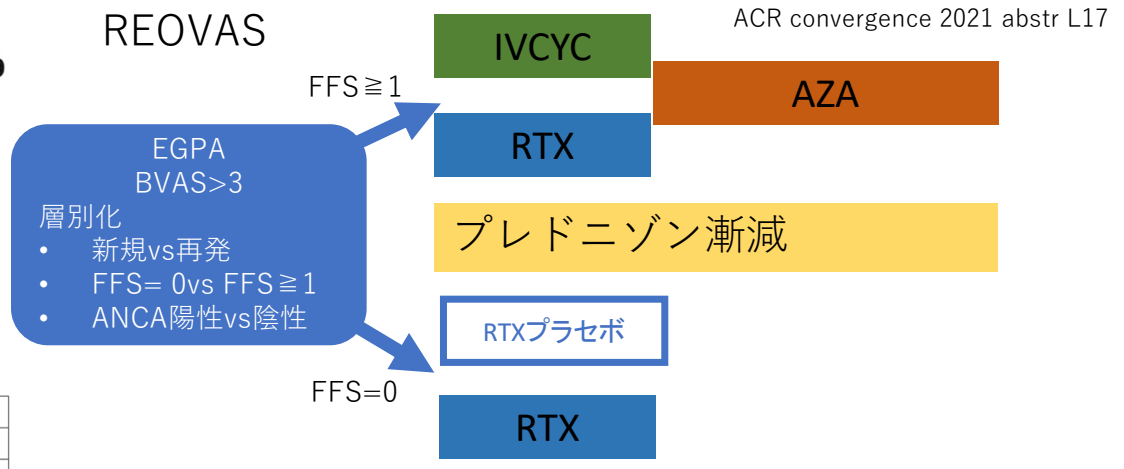 REOVAS
ACR convergence 2021 abstr L17
IVCYC
FFS≧1
AZA
RTX
EGPA
BVAS>3
層別化
• 新規vs再発
• FFS= 0vs FFS≧1
• ANCA陽性vs陰性
プレドニゾン漸減
RTXプラセボ
FFS=0
RTX